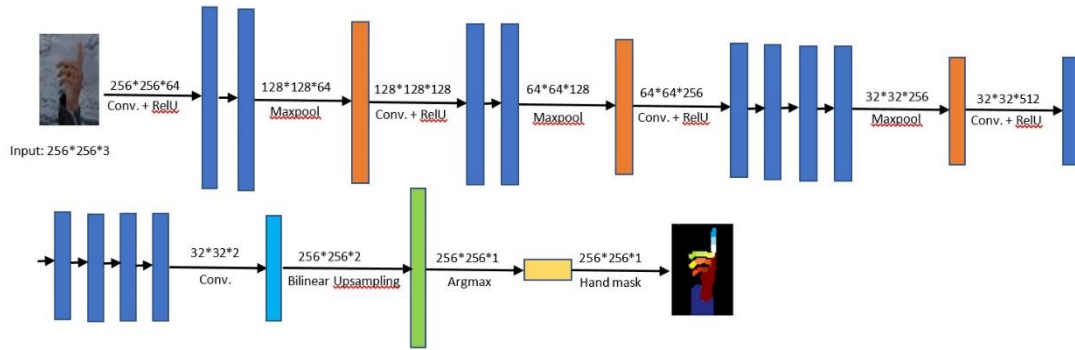 256*256*64
Conv. + RelU
Input: 256*256*3
128*128*64
Maxpool
128*128*128
Conv. + RelU
64*64*128
Maxpool
64*64*256
Conv. + RelU
32*32*256
Maxpool
32*32*512
Conv. + RelU
32*32*2
Conv.
256*256*2
Bilinear Upsampling
256*256*1
Argmax
256*256*1
Hand mask